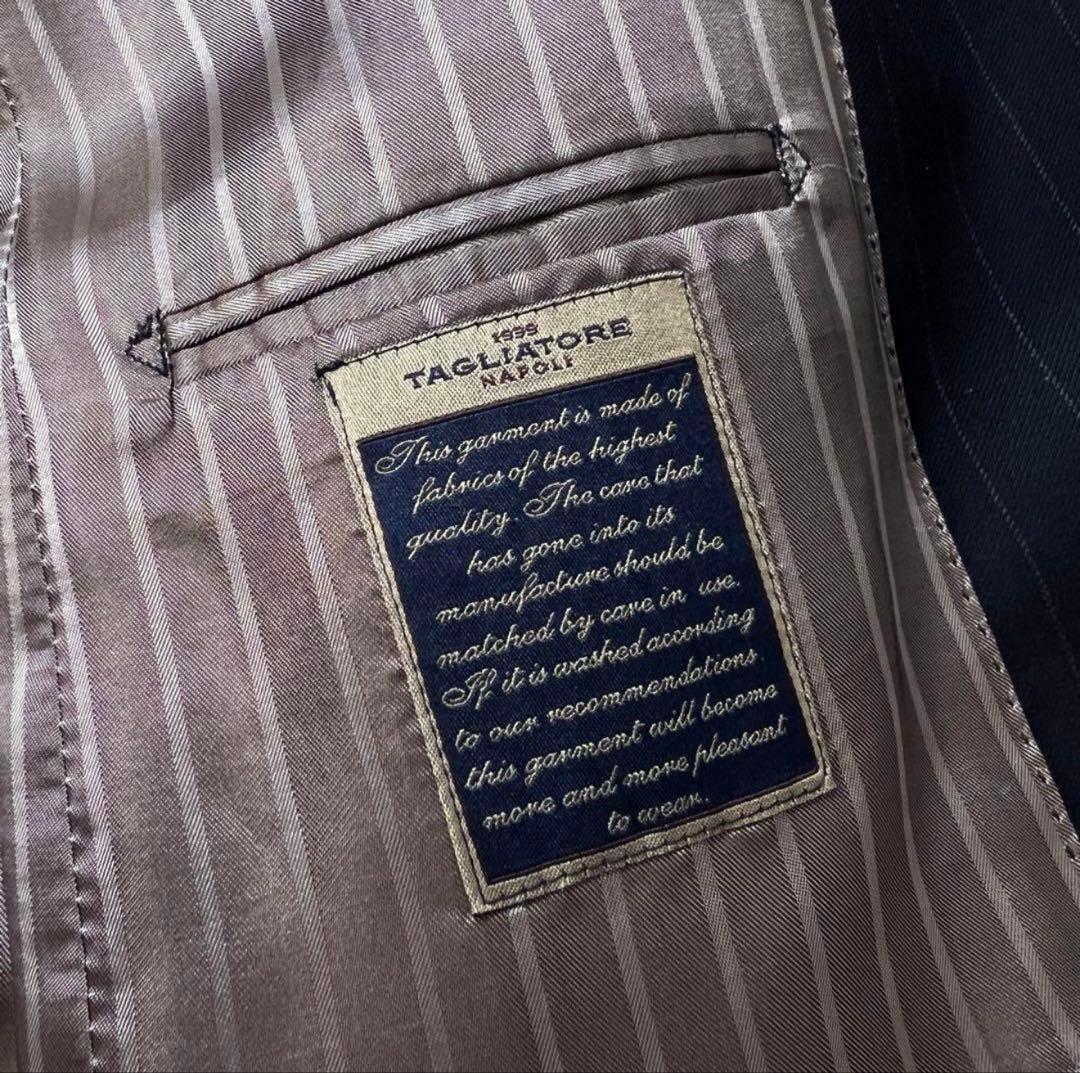 1939
TAGLIATORE
NAPOLI
This garment is made of
fabrics of the highest
quality. The care that
has gone into its
manufacture should be
matched by care in use.
If it is washed according
to our recommendations.
this garment will become
more and more pleasant
to wear.